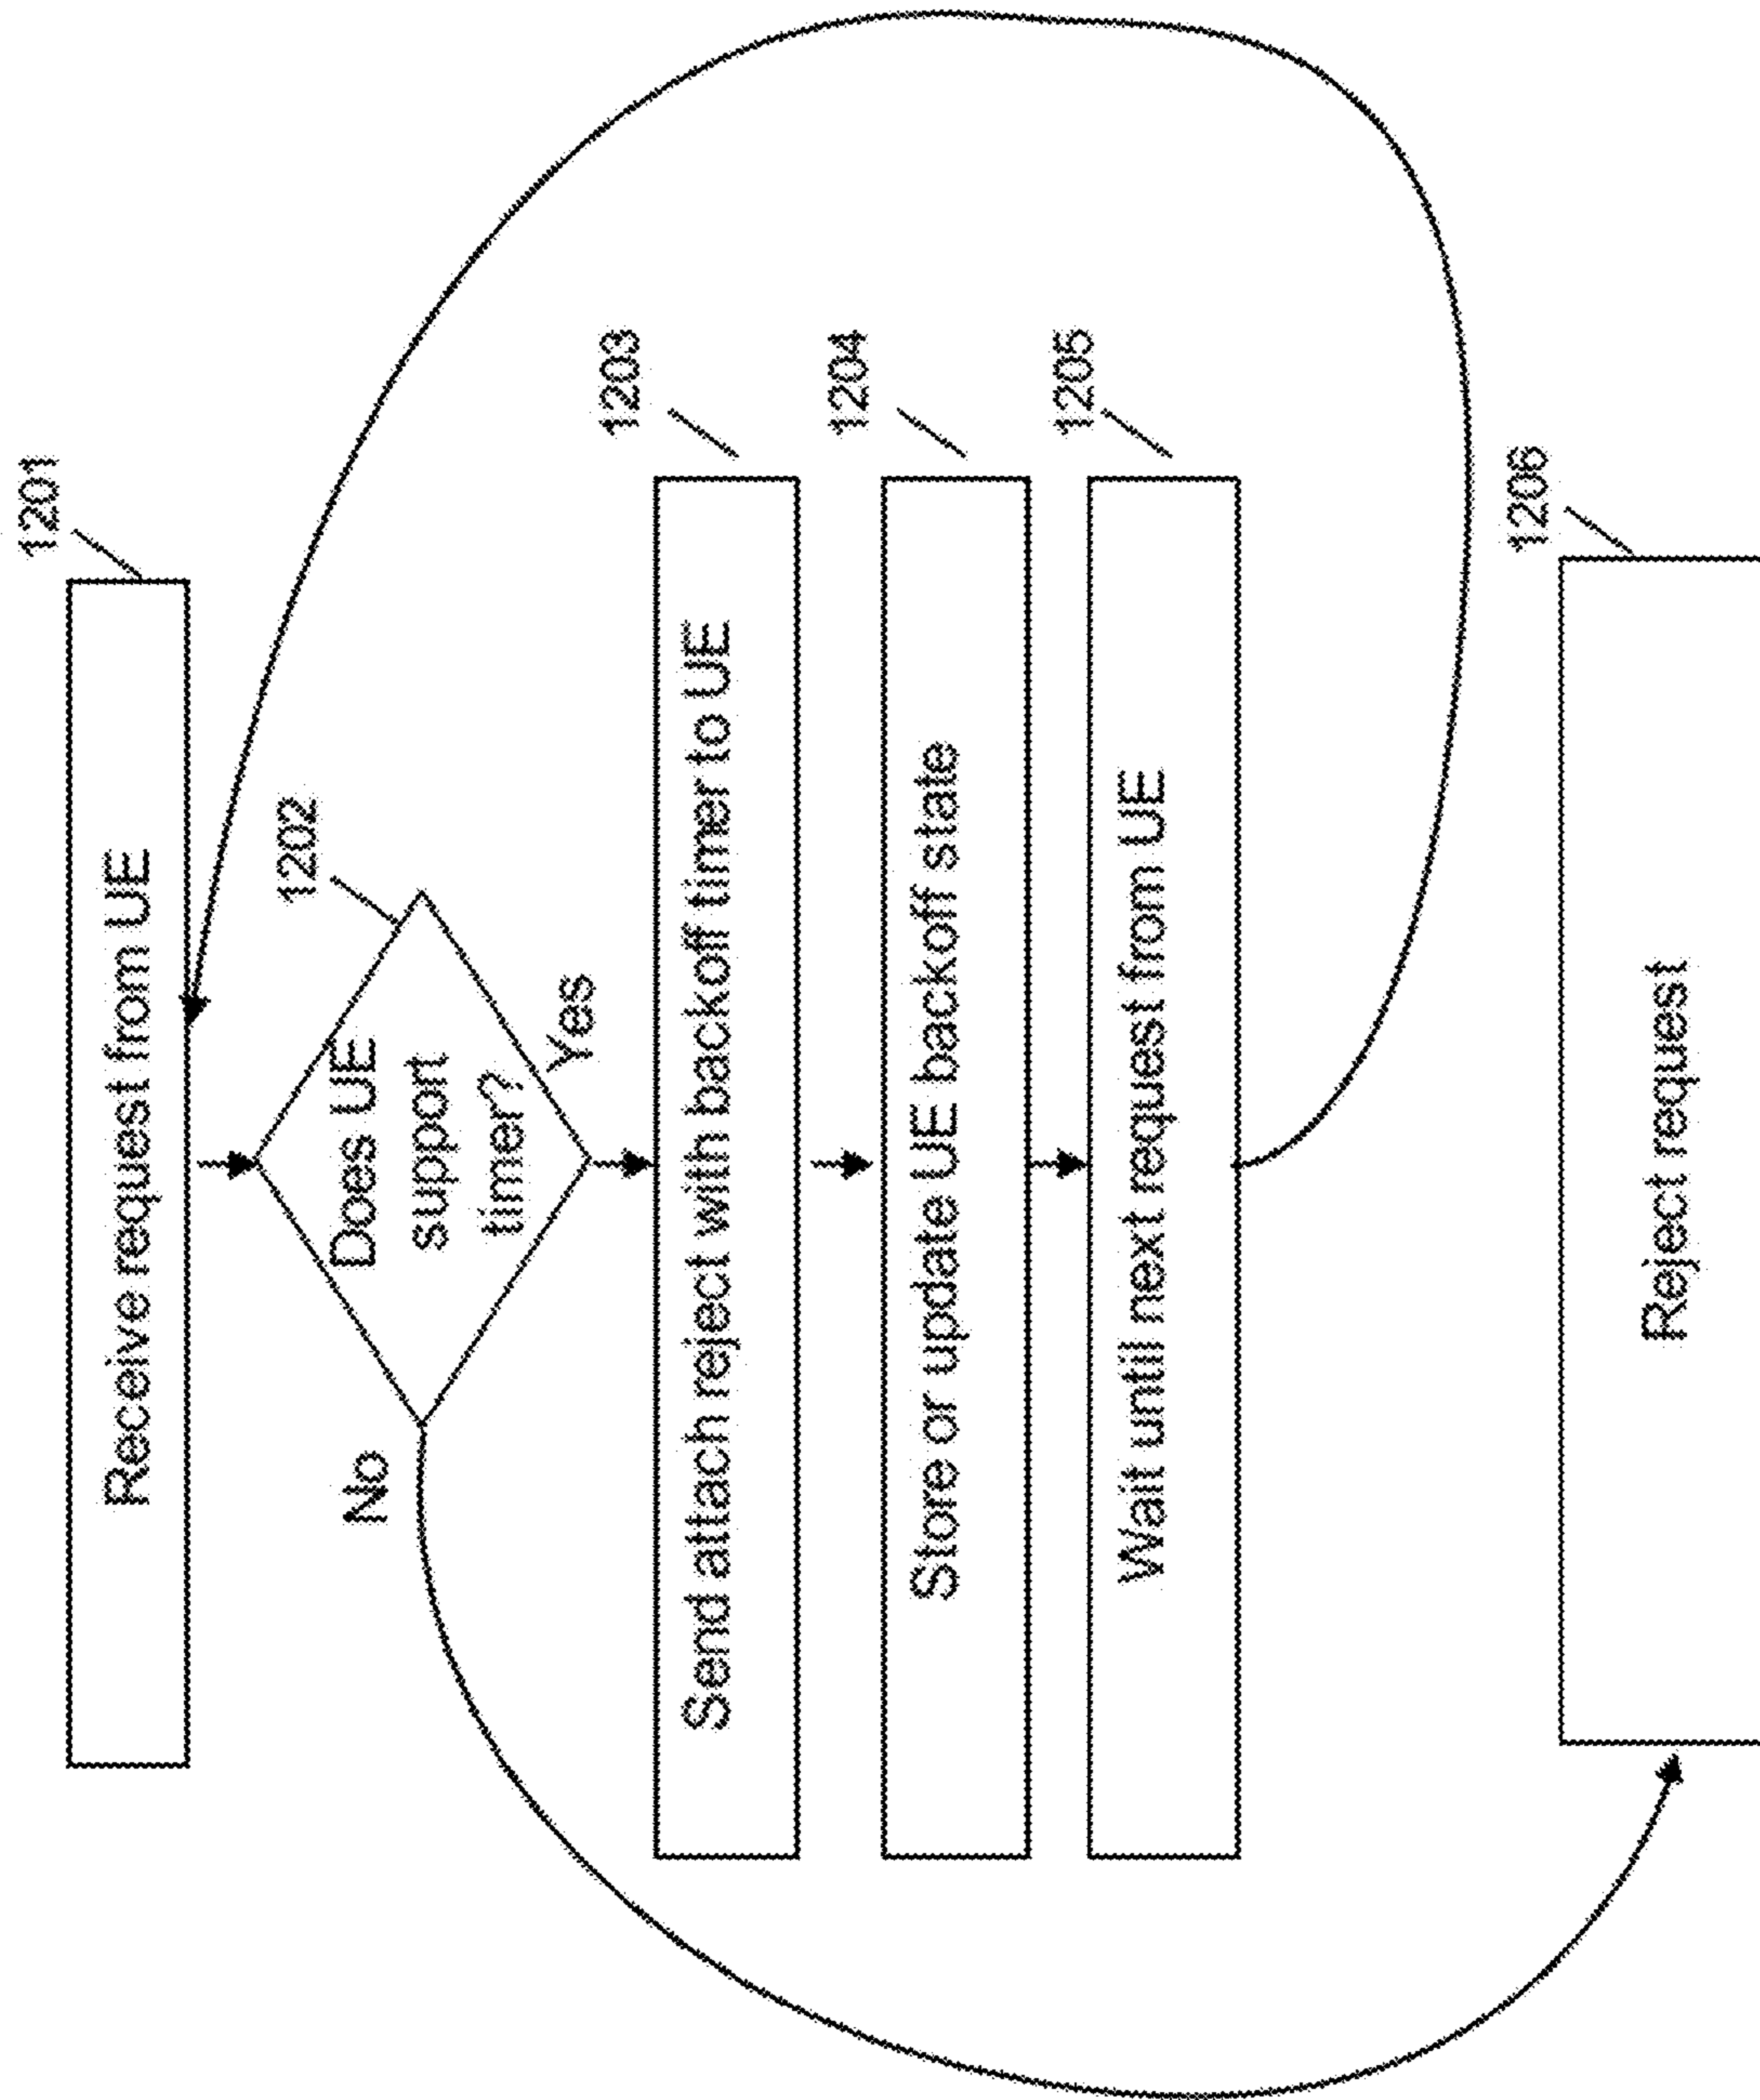 1201
Receive request from UE
1202
Does UE
support
timer?
No
Yes
1203
Send attach reject with backoff timer to UE
1204
Store or update UE backoff state
1205
Wait until next request from UE
1206
Reject request